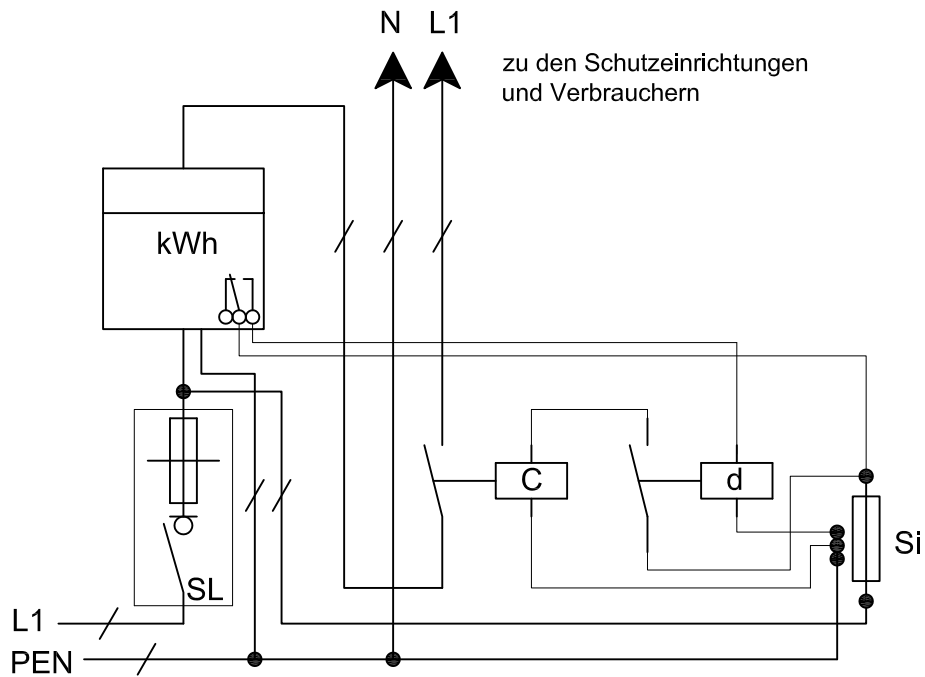 N L1
zu den Schutzeinrichtungen
und Verbrauchern
kWh
C
d
Si
SL
L1
PEN